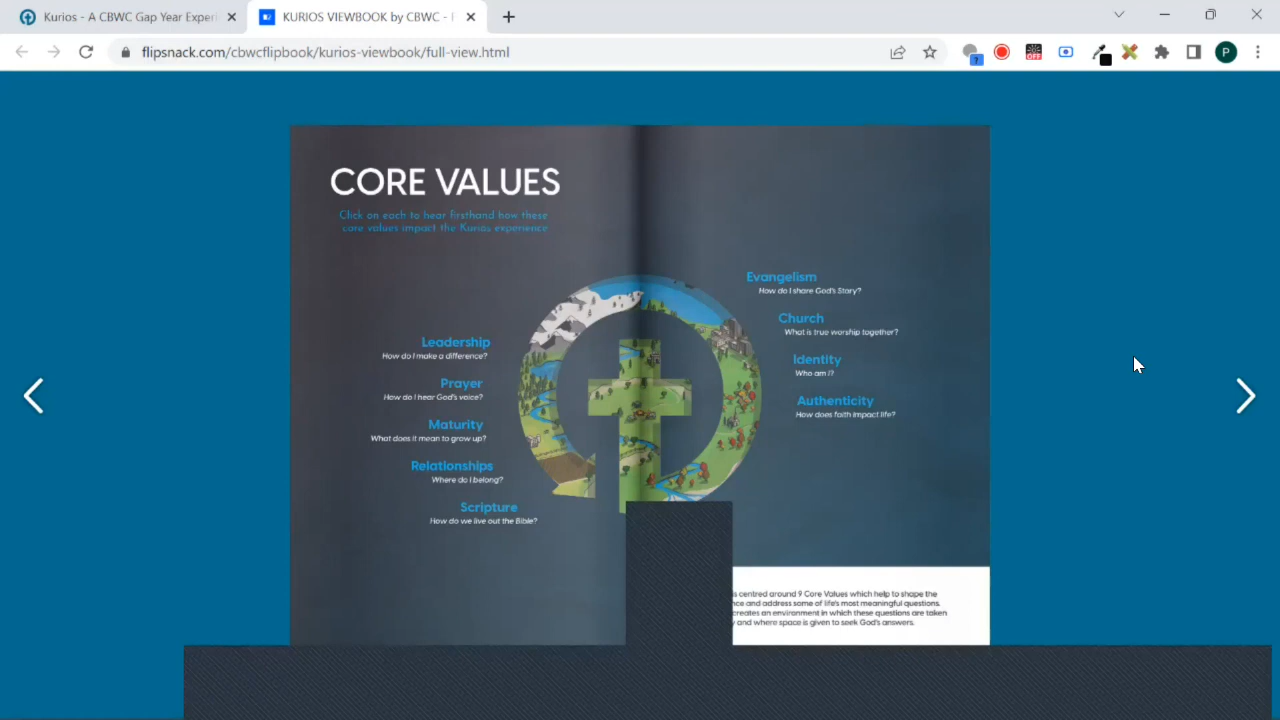 Kurios - A CBWC Gap Year Experi
KURIOS VIEWBOOK by CBWC -
flipsnack.com/cbwcflipbook/kurios-viewbook/full-view.html
7
OFF
P
CORE VALUES
Click on each to hear firsthand how these
core values impact the Kurios experience
Leadership
How do I make a difference?
Prayer
How do I hear God's voice?
Maturity
What does it mean to grow up?
Relationships
Where do I belong?
Scripture
How do we live out the Bible?
Evangelism
How do I share God's Story?
Church
What is true worship together?
Identity
Who am I?
Authenticity
How does faith impact life?
is centred around 9 Core Values which help to shape the
and address some of life's most meaningful questions.
creates an environment in which these questions are taken
and where space is given to seek God's answers.